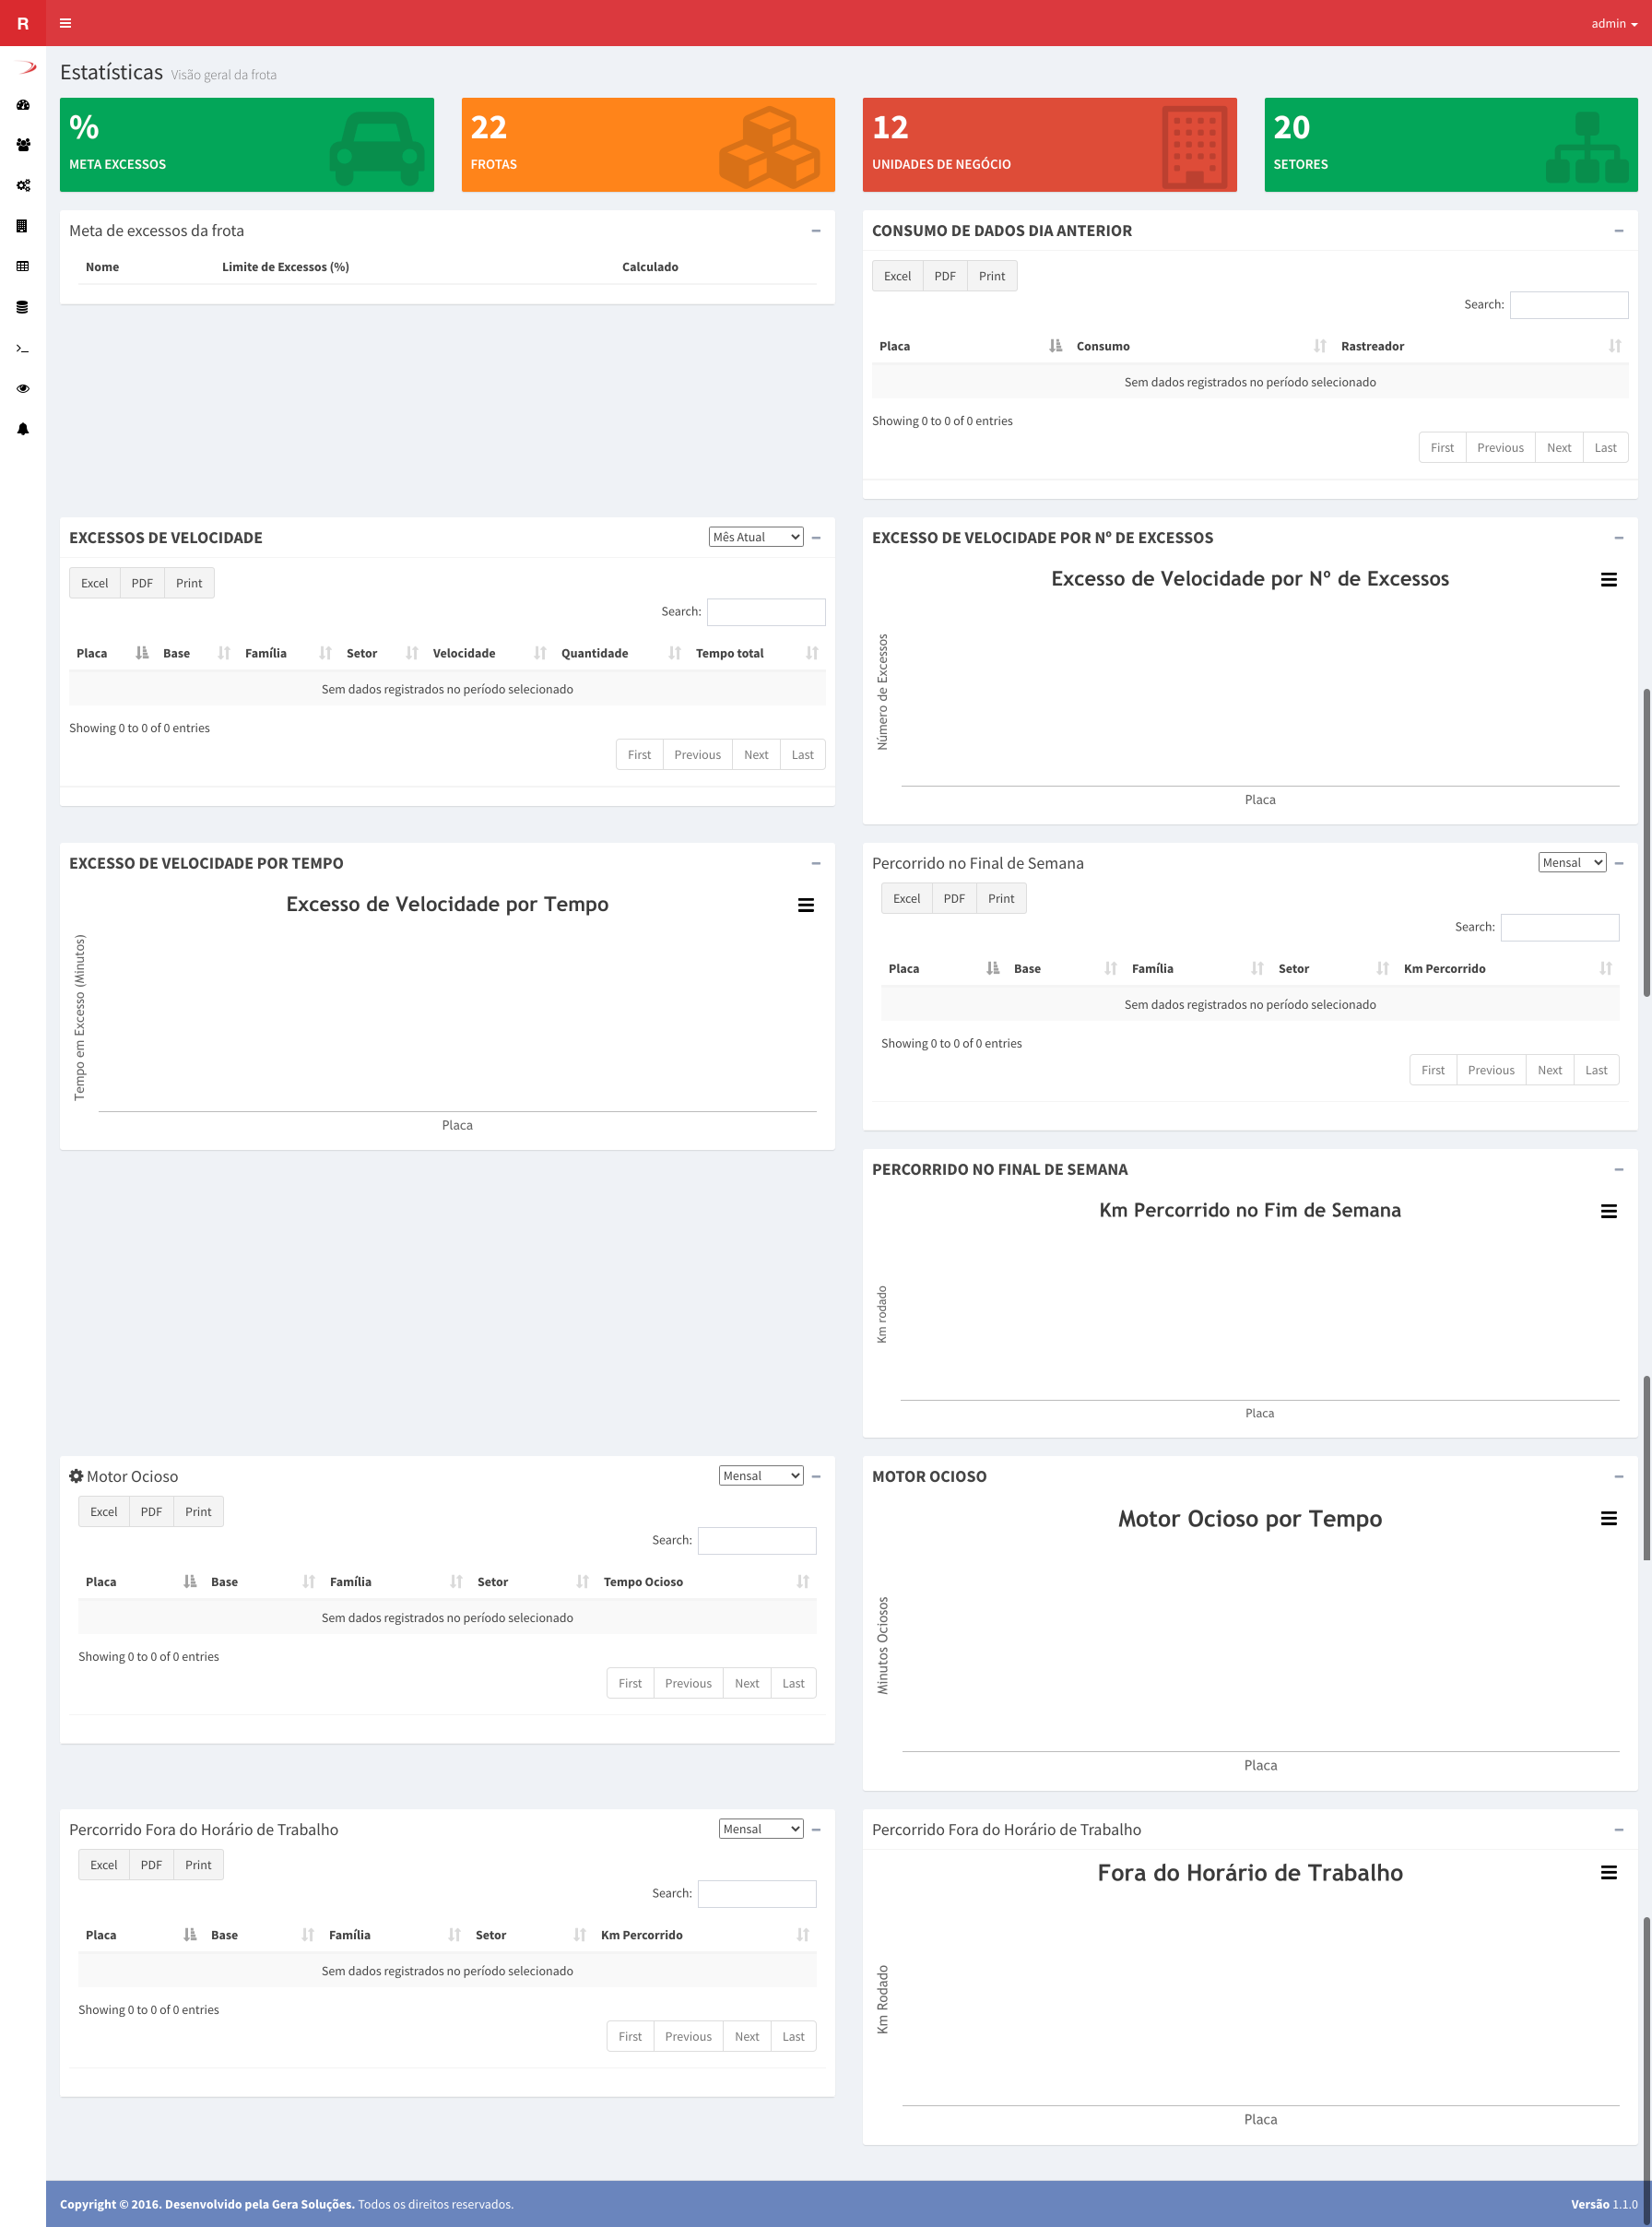 R
admin
Estatísticas Visão geral da frota
%
META EXCESSOS
22
FROTAS
12
UNIDADES DE NEGÓCIO
20
SETORES
Meta de excessos da frota
Nome Limite de Excessos (%) Calculado
CONSUMO DE DADOS DIA ANTERIOR
Excel PDF Print
Search:
Placa Consumo Rastreador
Sem dados registrados no período selecionado
Showing 0 to 0 of 0 entries
First Previous Next Last
EXCESSOS DE VELOCIDADE Mês Atual
Excel PDF Print
Search:
Placa Base Família Setor Velocidade Quantidade Tempo total
Sem dados registrados no período selecionado
Showing 0 to 0 of 0 entries
First Previous Next Last
EXCESSO DE VELOCIDADE POR Nº DE EXCESSOS
Excesso de Velocidade por Nº de Excessos
Número de Excessos
Placa
EXCESSO DE VELOCIDADE POR TEMPO
Excesso de Velocidade por Tempo
Tempo em Excesso (Minutos)
Placa
Percorrido no Final de Semana Mensal
Excel PDF Print
Search:
Placa Base Família Setor Km Percorrido
Sem dados registrados no período selecionado
Showing 0 to 0 of 0 entries
First Previous Next Last
PERCORRIDO NO FINAL DE SEMANA
Km Percorrido no Fim de Semana
Km rodado
Placa
Motor Ocioso Mensal
Excel PDF Print
Search:
Placa Base Família Setor Tempo Ocioso
Sem dados registrados no período selecionado
Showing 0 to 0 of 0 entries
First Previous Next Last
MOTOR OCIOSO
Motor Ocioso por Tempo
Minutos Ociosos
Placa
Percorrido Fora do Horário de Trabalho Mensal
Excel PDF Print
Search:
Placa Base Família Setor Km Percorrido
Sem dados registrados no período selecionado
Showing 0 to 0 of 0 entries
First Previous Next Last
Percorrido Fora do Horário de Trabalho
Fora do Horário de Trabalho
Km Rodado
Placa
Copyright © 2016. Desenvolvido pela Gera Soluções. Todos os direitos reservados.
Versão 1.1.0